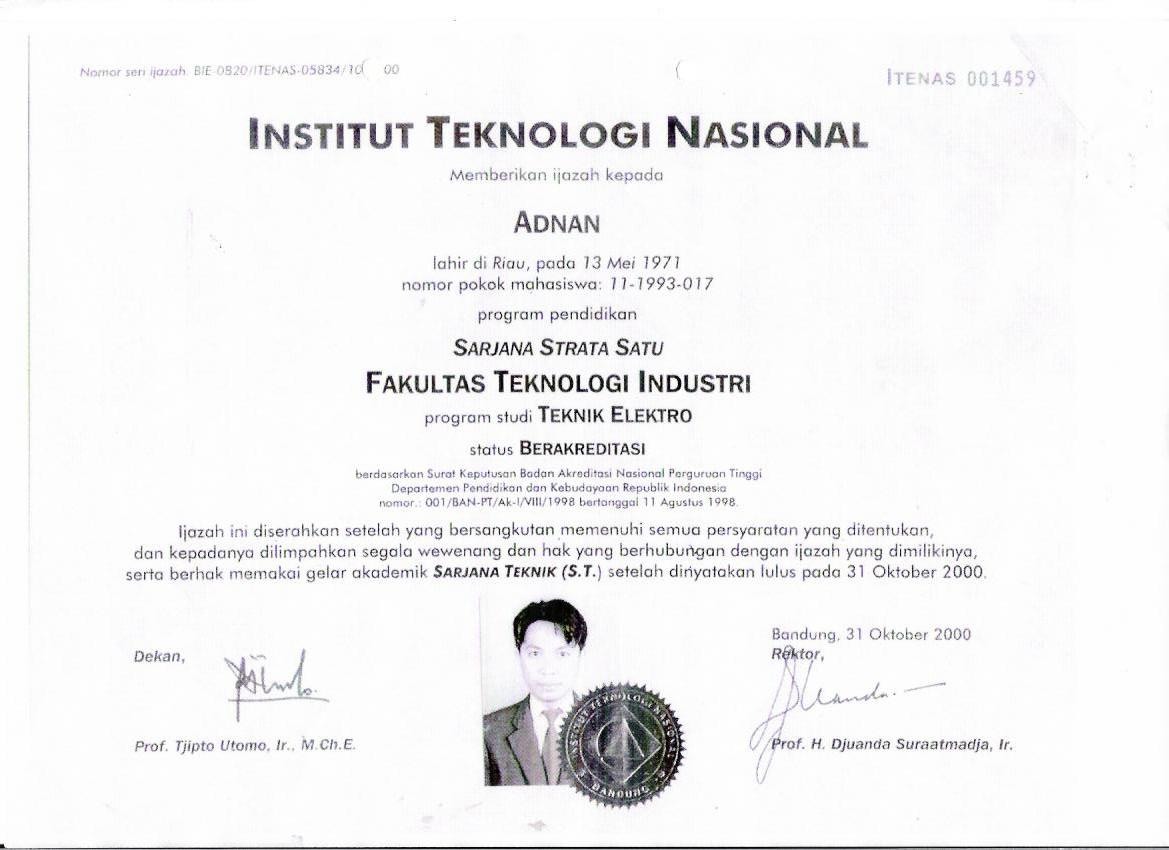 Nomor seri ijazah: BIE-0820/ITENAS-05834/10 00
ITENAS 001459
INSTITUT TEKNOLOGI NASIONAL
Memberikan ijazah kepada
ADNAN
lahir di Riau, pada 13 Mei 1971
nomor pokok mahasiswa: 11-1993-017
program pendidikan
SARJANA STRATA SATU
FAKULTAS TEKNOLOGI INDUSTRI
program studi TEKNIK ELEKTRO
status BERAKREDITASI
berdasarkan Surat Keputusan Badan Akreditasi Nasional Perguruan Tinggi
Departemen Pendidikan dan Kebudayaan Republik Indonesia
nomor.: 001/BAN-PT/Ak-I/VIII/1998 bertanggal 11 Agustus 1998.
Ijazah ini diserahkan setelah yang bersangkutan memenuhi semua persyaratan yang ditentukan,
dan kepadanya dilimpahkan segala wewenang dan hak yang berhubungan dengan ijazah yang dimilikinya,
serta berhak memakai gelar akademik SARJANA TEKNIK (S.T.) setelah dinyatakan lulus pada 31 Oktober 2000.
Bandung, 31 Oktober 2000
Dekan,
Rektor,
INSTITUT TEKNOLOGI NASIONAL
BANDUNG
Prof. Tjipto Utomo, Ir., M.Ch.E.
Prof. H. Djuanda Suraatmadja, Ir.